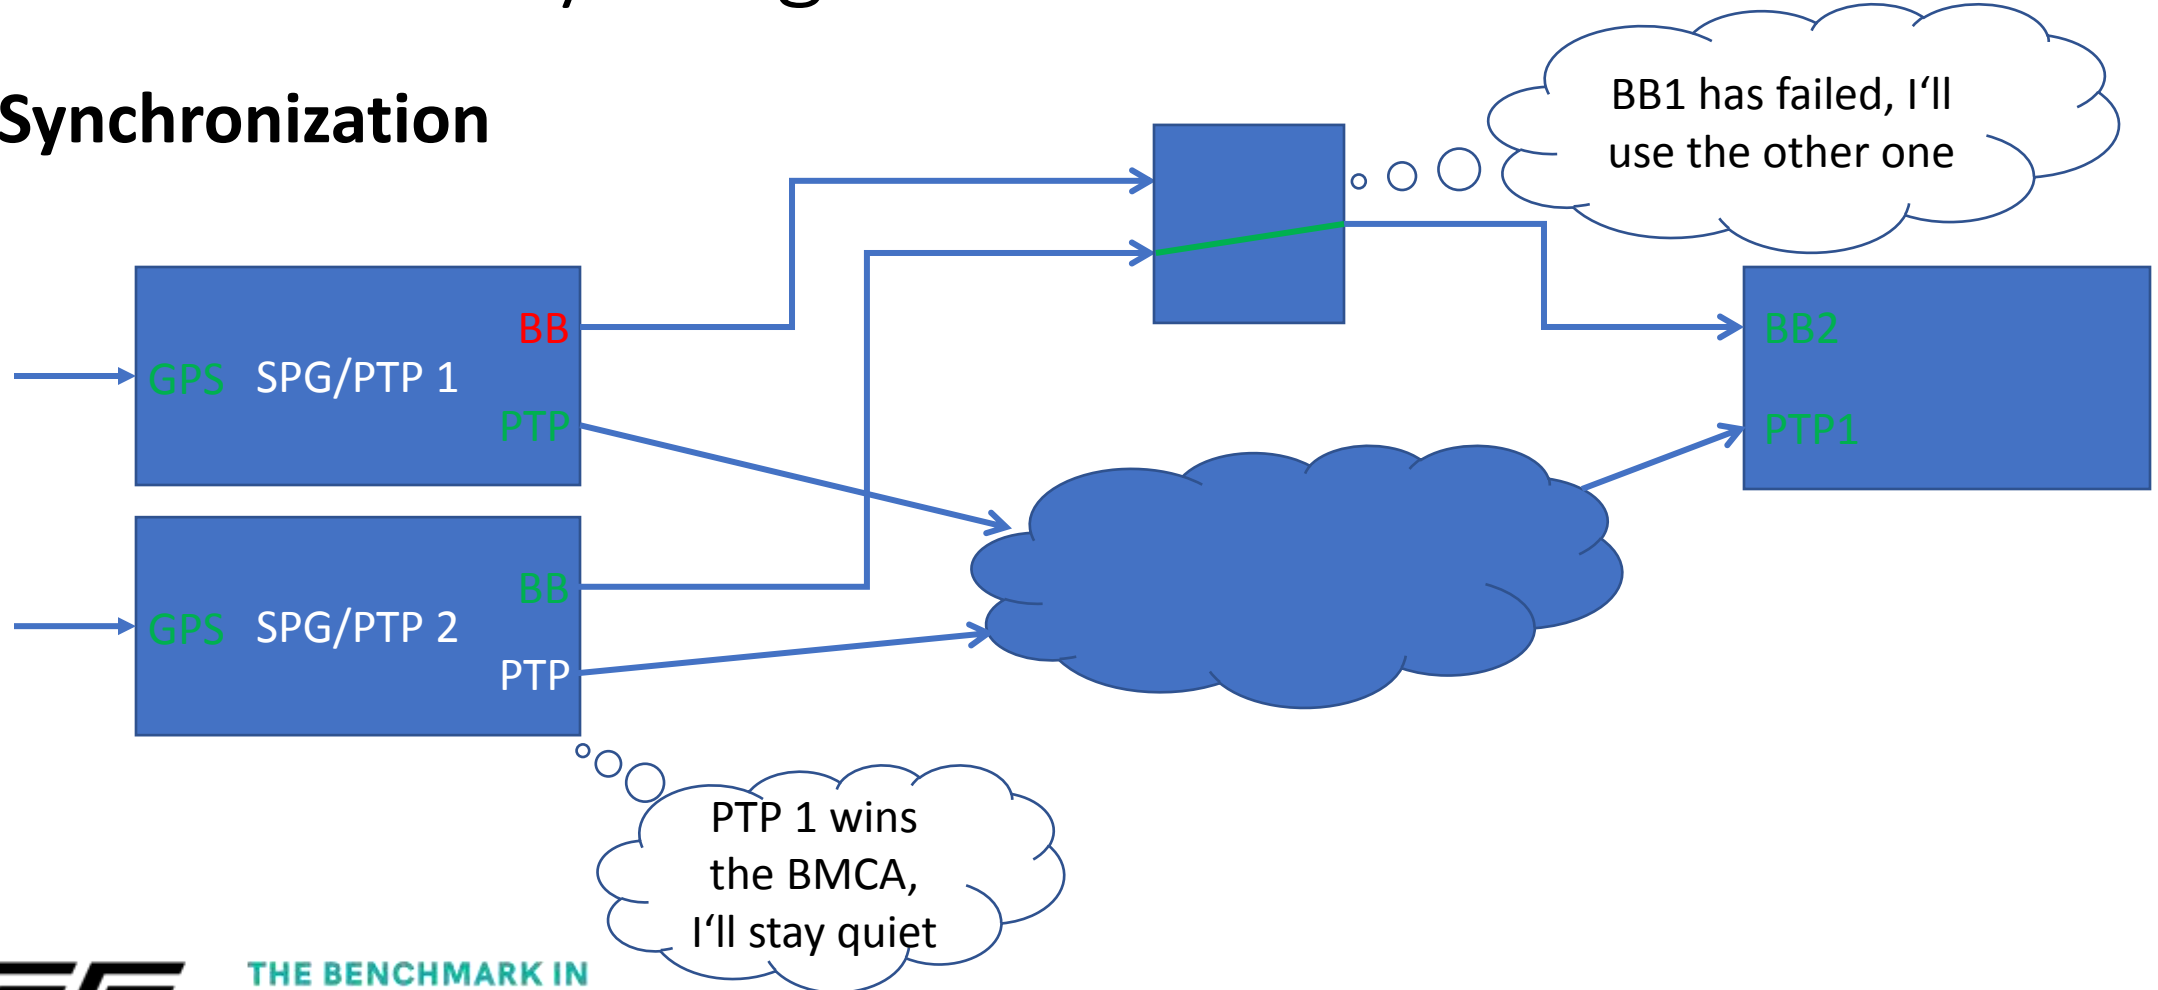 Synchronization
BB1 has failed, I‘ll
use the other one
BB
GPS SPG/PTP 1
PTP
BB2
PTP1
BB
GPS SPG/PTP 2
PTP
PTP 1 wins
the BMCA,
I‘ll stay quiet
THE BENCHMARK IN